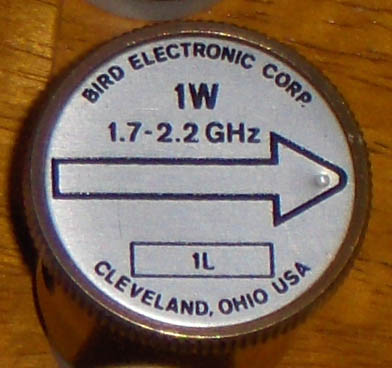 BIRD ELECTRONIC CORP.
1W
1.7-2.2 GHz
1L
CLEVELAND, OHIO USA